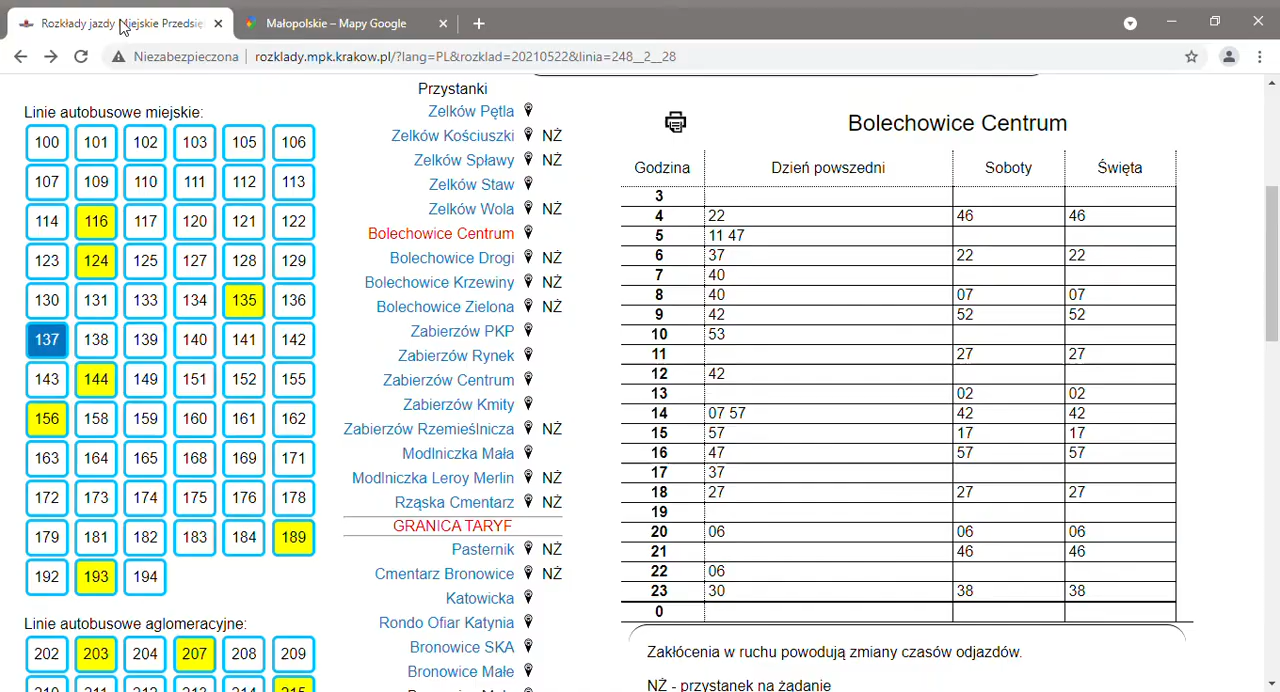 Rozkłady jazdy Miejskie Przedsię
Małopolskie – Mapy Google
Niezabezpieczona
rozklady.mpk.krakow.pl/?lang=PL&rozklad=20210522&linia=248__2__28
Linie autobusowe miejskie:
100 101 102 103 105 106
107 109 110 111 112 113
114 116 117 120 121 122
123 124 125 127 128 129
130 131 133 134 135 136
137 138 139 140 141 142
143 144 149 151 152 155
156 158 159 160 161 162
163 164 165 168 169 171
172 173 174 175 176 178
179 181 182 183 184 189
192 193 194
Linie autobusowe aglomeracyjne:
202 203 204 207 208 209
210 211 212 213 214 215
Przystanki
Zelków Pętla
Zelków Kościuszki NŻ
Zelków Spławy NŻ
Zelków Staw
Zelków Wola NŻ
Bolechowice Centrum
Bolechowice Drogi NŻ
Bolechowice Krzewiny NŻ
Bolechowice Zielona NŻ
Zabierzów PKP
Zabierzów Rynek
Zabierzów Centrum
Zabierzów Kmity
Zabierzów Rzemieślnicza NŻ
Modlniczka Mała
Modlniczka Leroy Merlin NŻ
Rząska Cmentarz NŻ
GRANICA TARYF
Pasternik NŻ
Cmentarz Bronowice NŻ
Katowicka
Rondo Ofiar Katynia
Bronowice SKA
Bronowice Małe
Bolechowice Centrum
Godzina Dzień powszedni Soboty Święta
3
4 22 46 46
5 11 47
6 37 22 22
7 40
8 40 07 07
9 42 52 52
10 53
11 27 27
12 42
13 02 02
14 07 57 42 42
15 57 17 17
16 47 57 57
17 37
18 27 27 27
19
20 06 06 06
21 46 46
22 06
23 30 38 38
0
Zakłócenia w ruchu powodują zmiany czasów odjazdów.
NŻ - przystanek na żądanie